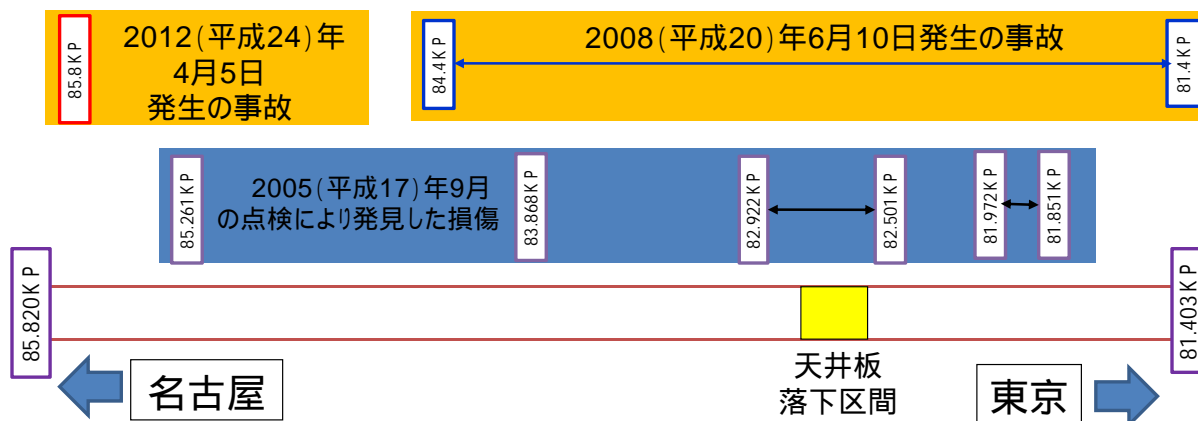 85.8KP
2012(平成24)年
4月5日
発生の事故
84.4KP
2008(平成20)年6月10日発生の事故
81.4KP
85.261KP
2005(平成17)年9月
の点検により発見した損傷
83.868KP
82.922KP
82.501KP
81.972KP
81.851KP
85.820KP
81.403KP
名古屋
天井板
落下区間
東京